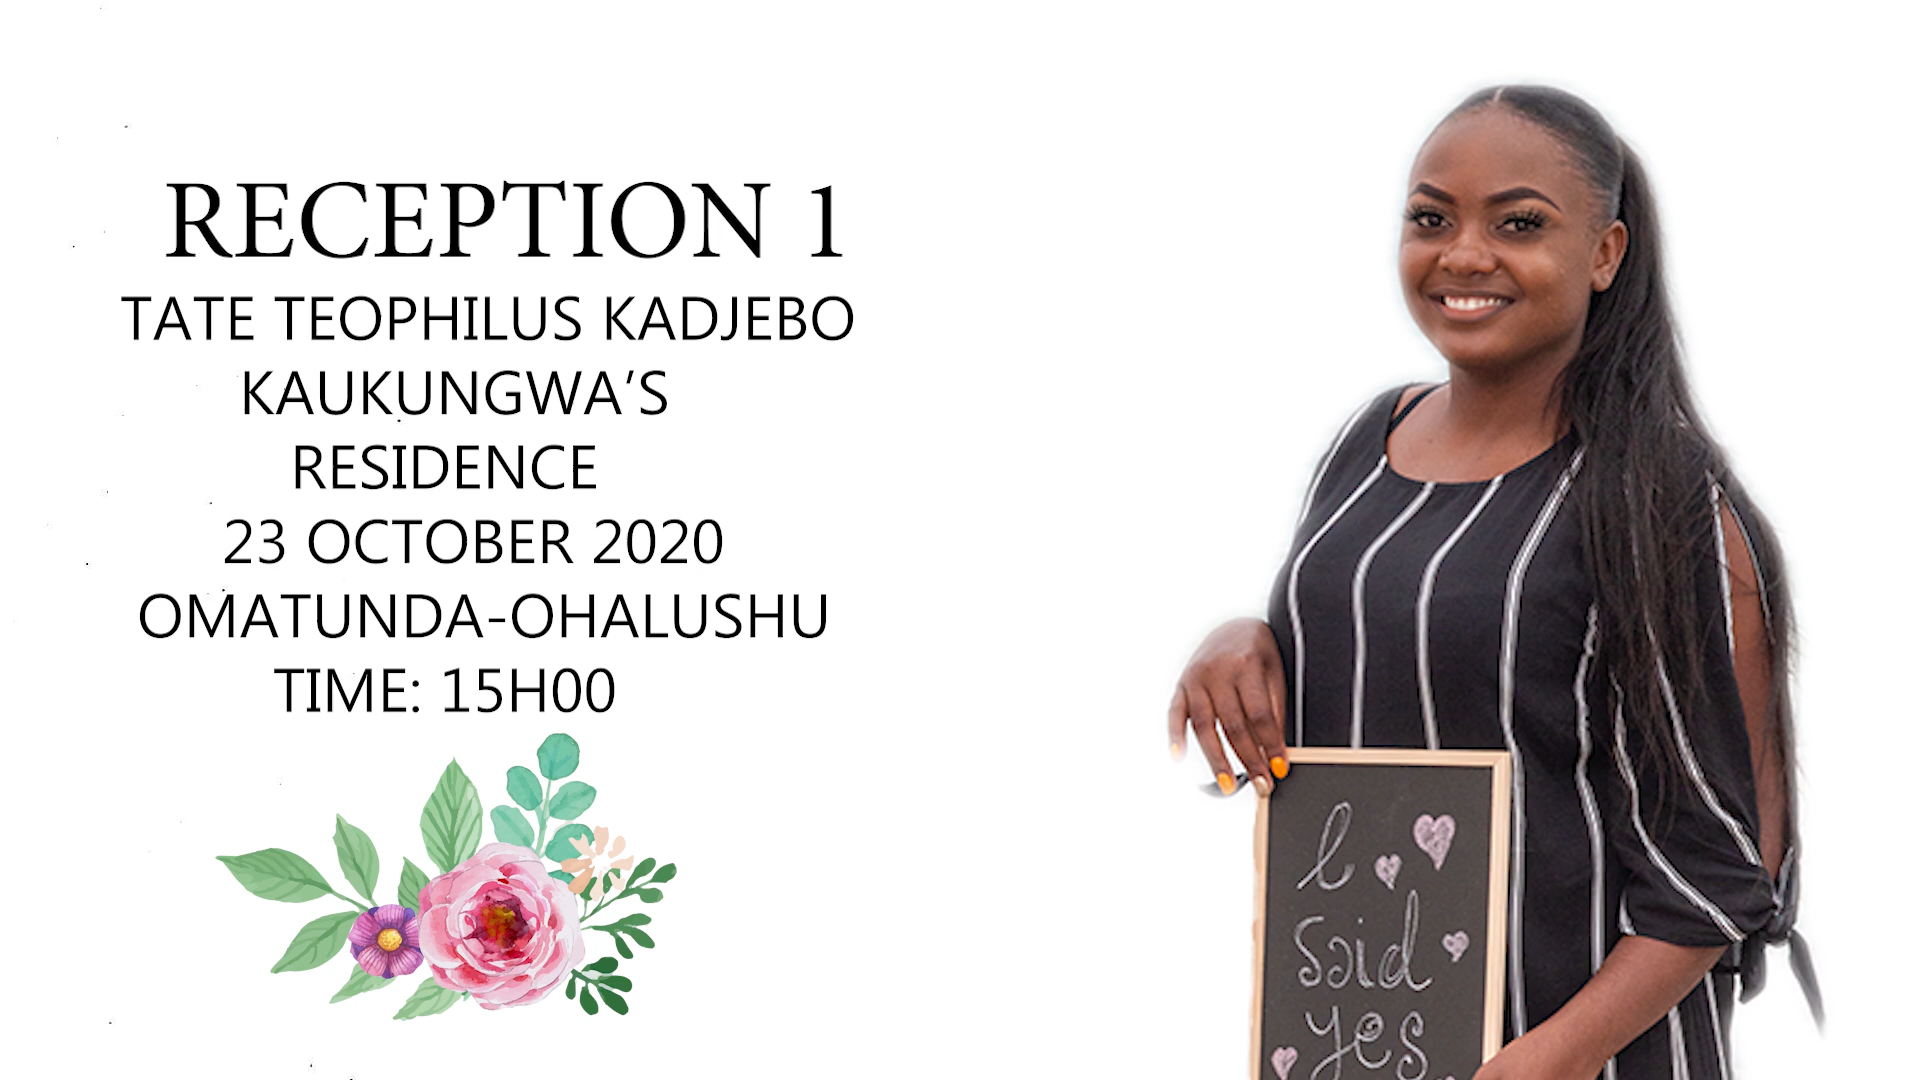 RECEPTION 1
TATE TEOPHILUS KADJEBO
KAUKUNGWA'S
RESIDENCE
23 OCTOBER 2020
OMATUNDA-OHALUSHU
TIME: 15H00
I
said
yes